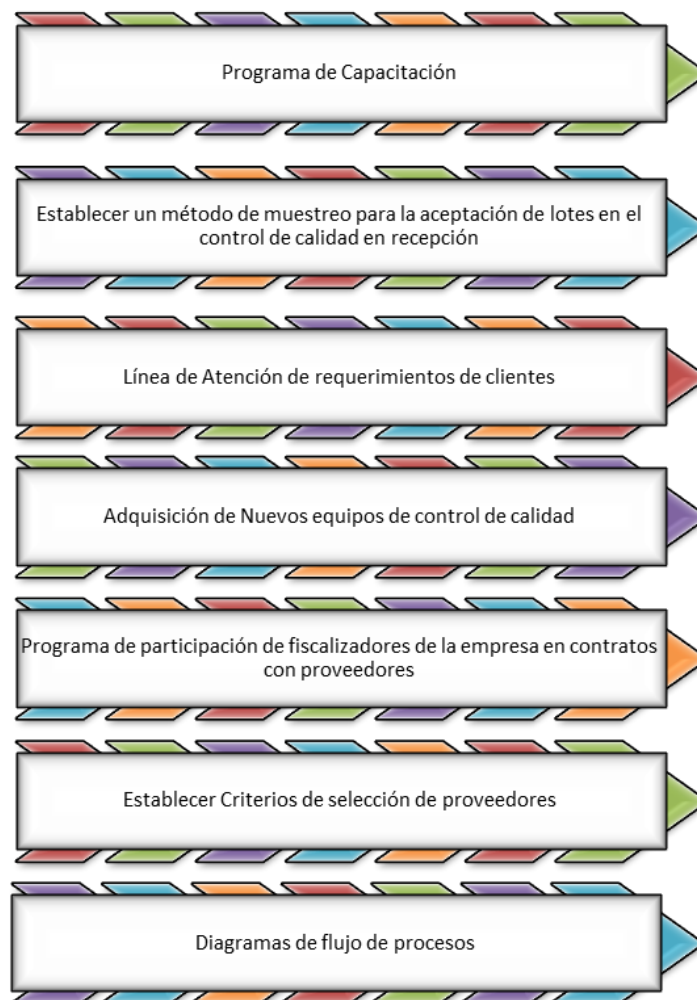 Programa de Capacitación
Establecer un método de muestreo para la aceptación de lotes en el
control de calidad en recepción
Línea de Atención de requerimientos de clientes
Adquisición de Nuevos equipos de control de calidad
Programa de participación de fiscalizadores de la empresa en contratos
con proveedores
Establecer Criterios de selección de proveedores
Diagramas de flujo de procesos